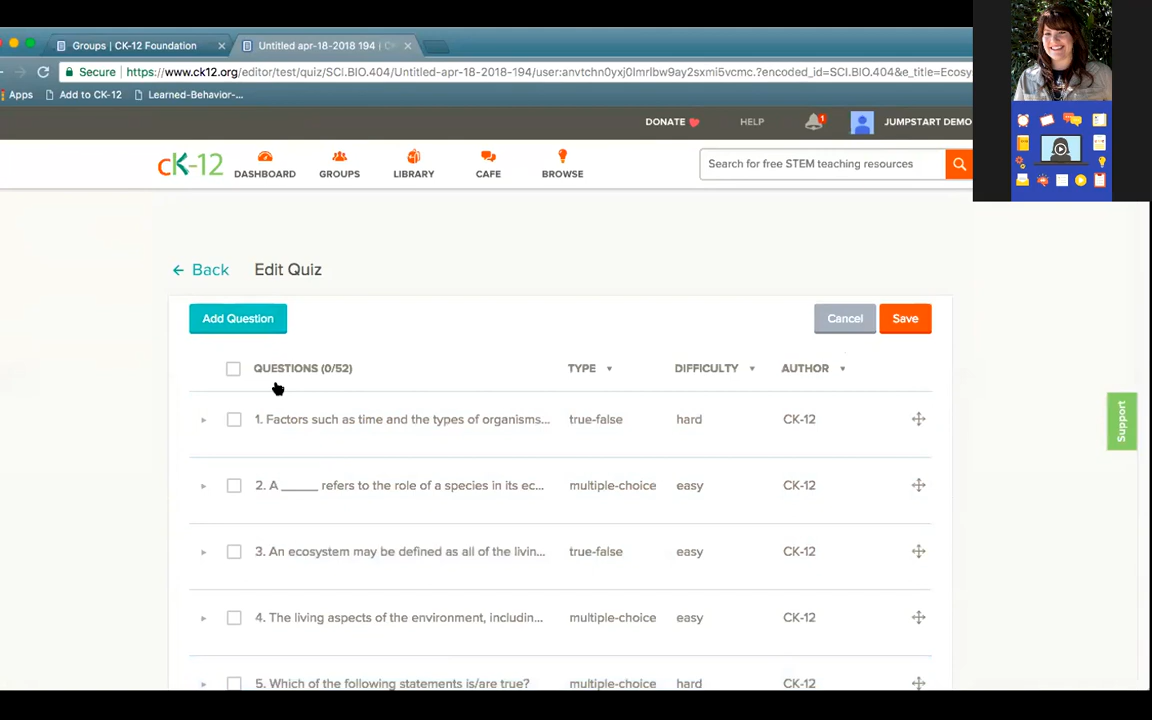 Groups | CK-12 Foundation
Untitled apr-18-2018 194 | C
Secure https://www.ck12.org/editor/test/quiz/SCI.BIO.404/Untitled-apr-18-2018-194/user:anvtchn0yxj0lmrlbw9ay2sxmi5vcmc.?encoded_id=SCI.BIO.404&e_title=Ecosy
Apps Add to CK-12 Learned-Behavior-...
DONATE HELP 1 JUMPSTART DEMO
cK-12 DASHBOARD GROUPS LIBRARY CAFE BROWSE Search for free STEM teaching resources
Back Edit Quiz
Add Question Cancel Save
QUESTIONS (0/52) TYPE DIFFICULTY AUTHOR
1. Factors such as time and the types of organisms... true-false hard CK-12
2. A ______ refers to the role of a species in its ec... multiple-choice easy CK-12
3. An ecosystem may be defined as all of the livin... true-false easy CK-12
4. The living aspects of the environment, includin... multiple-choice easy CK-12
5. Which of the following statements is/are true? multiple-choice hard CK-12
Support